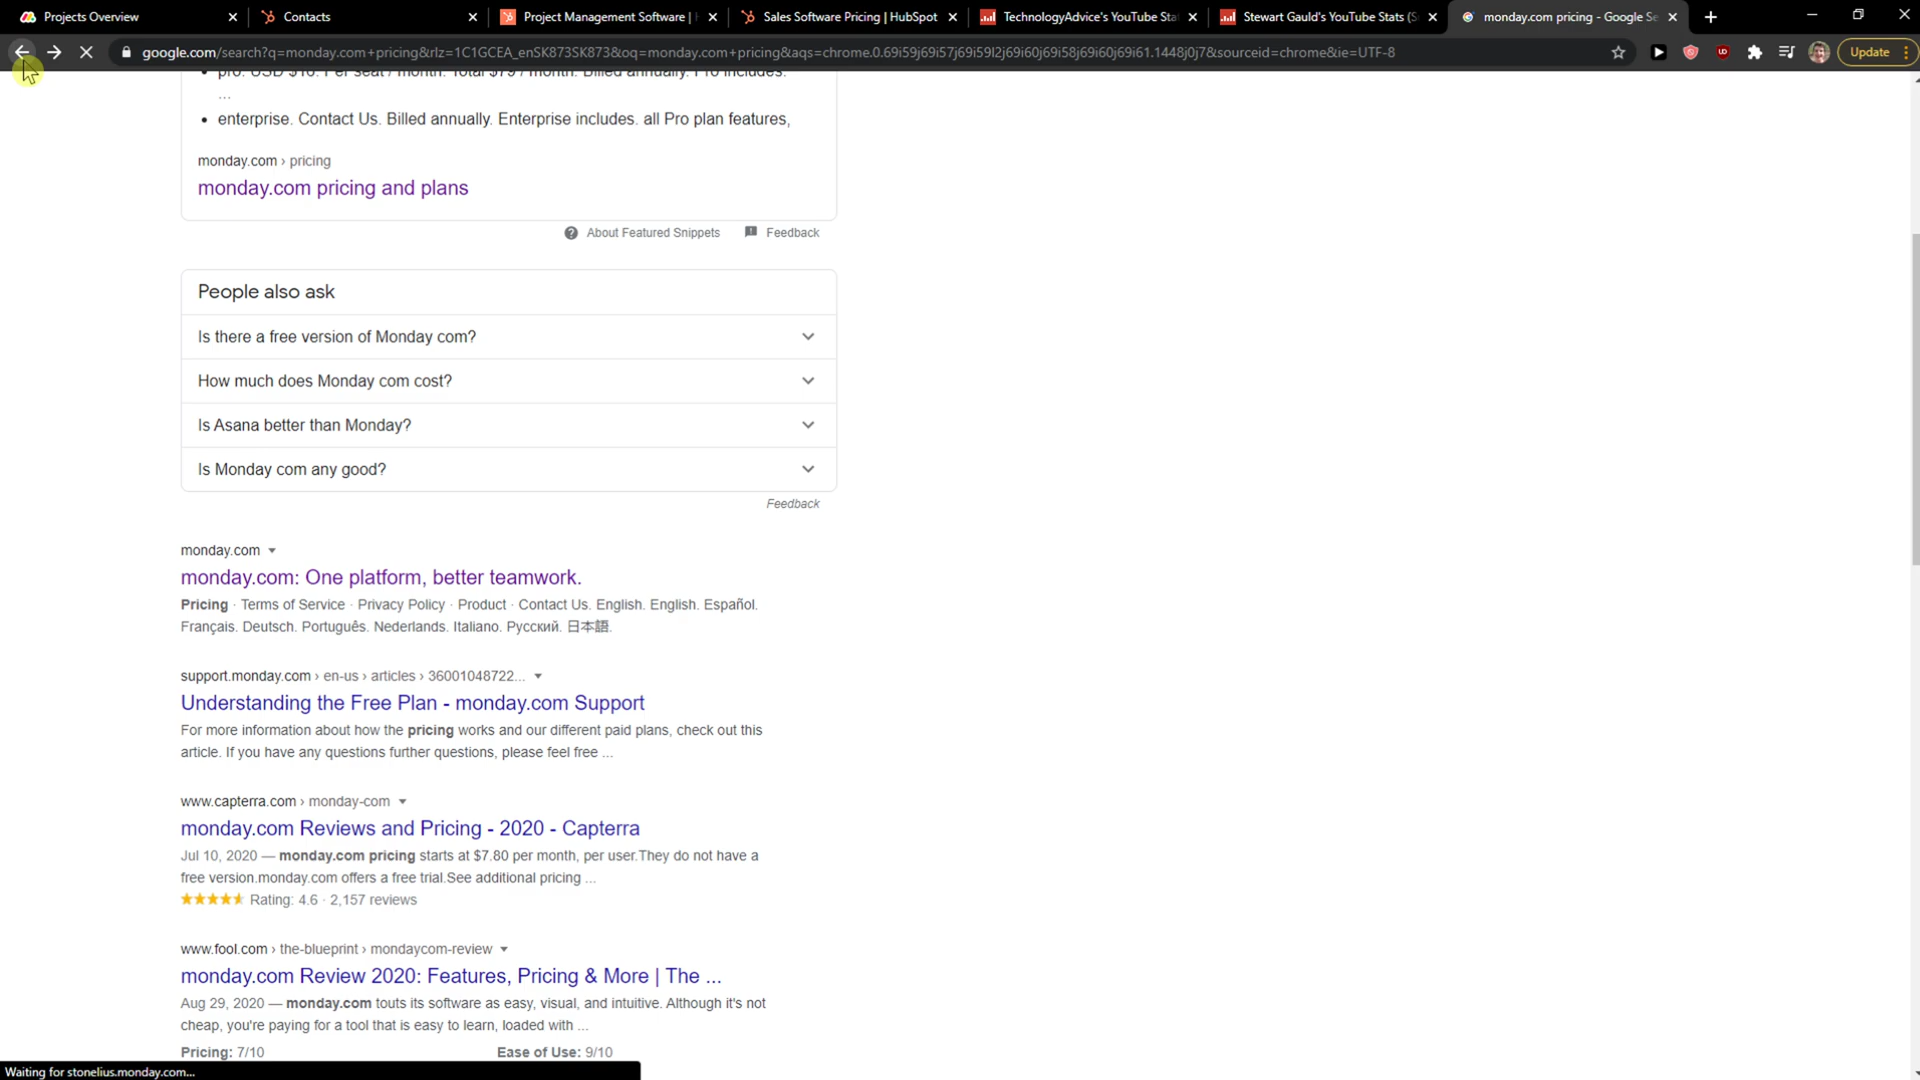 Projects Overview
Contacts
Project Management Software |
Sales Software Pricing | HubSpot
TechnologyAdvice's YouTube Sta
Stewart Gauld's YouTube Stats (S
monday.com pricing - Google Se
google.com/search?q=monday.com+pricing&rlz=1C1GCEA_enSK873SK873&oq=monday.com+pricing&aqs=chrome.0.69i59j69i57j69i59l2j69i60j69i58j69i60j69i61.1448j0j7&sourceid=chrome&ie=UTF-8
Update
pro. USD $16. Per seat / month. Total $79 / month. Billed annually. Pro includes.
...
enterprise. Contact Us. Billed annually. Enterprise includes. all Pro plan features,
monday.com › pricing
monday.com pricing and plans
About Featured Snippets
Feedback
People also ask
Is there a free version of Monday com?
How much does Monday com cost?
Is Asana better than Monday?
Is Monday com any good?
Feedback
monday.com
monday.com: One platform, better teamwork.
Pricing · Terms of Service · Privacy Policy · Product · Contact Us. English. English. Español.
Français. Deutsch. Português. Nederlands. Italiano. Русский. 日本語.
support.monday.com › en-us › articles › 36001048722...
Understanding the Free Plan - monday.com Support
For more information about how the pricing works and our different paid plans, check out this
article. If you have any questions further questions, please feel free ...
www.capterra.com › monday-com
monday.com Reviews and Pricing - 2020 - Capterra
Jul 10, 2020 — monday.com pricing starts at $7.80 per month, per user.They do not have a
free version.monday.com offers a free trial.See additional pricing ...
Rating: 4.6 · 2,157 reviews
www.fool.com › the-blueprint › mondaycom-review
monday.com Review 2020: Features, Pricing & More | The ...
Aug 29, 2020 — monday.com touts its software as easy, visual, and intuitive. Although it's not
cheap, you're paying for a tool that is easy to learn, loaded with ...
Pricing: 7/10
Ease of Use: 9/10
Waiting for stonelius.monday.com...